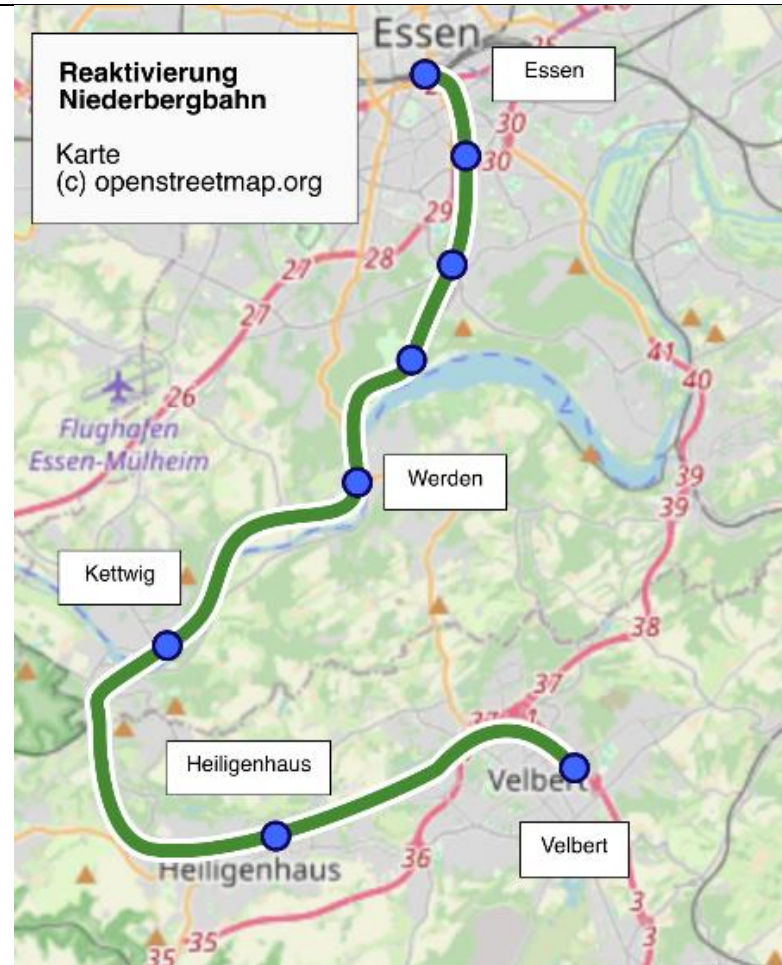 Essen
Reaktivierung
Niederbergbahn
Karte
(c) openstreetmap.org
Essen
30
30
29
28
27
27
26
Flughafen
Essen-Mülheim
41
40
39
39
Werden
Kettwig
38
37
Heiligenhaus
Velbert
Velbert
36
Heiligenhaus
35
35
3
3